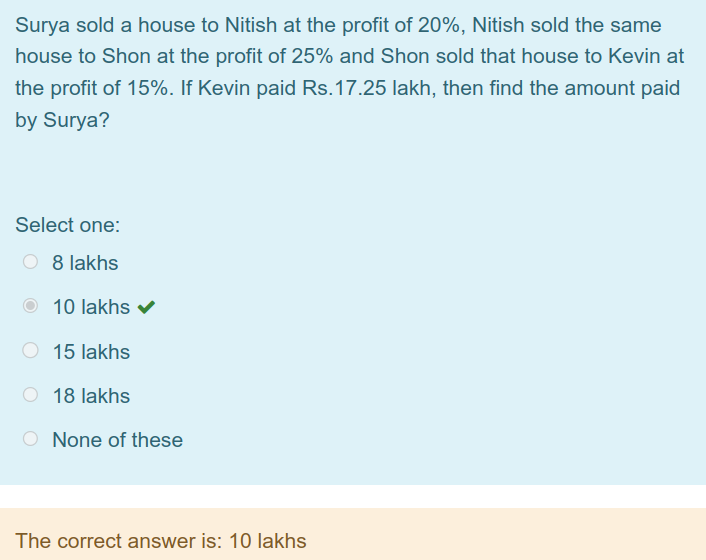 Surya sold a house to Nitish at the profit of 20%, Nitish sold the same
house to Shon at the profit of 25% and Shon sold that house to Kevin at
the profit of 15%. If Kevin paid Rs.17.25 lakh, then find the amount paid
by Surya?
Select one:
8 lakhs
10 lakhs
15 lakhs
18 lakhs
None of these
The correct answer is: 10 lakhs